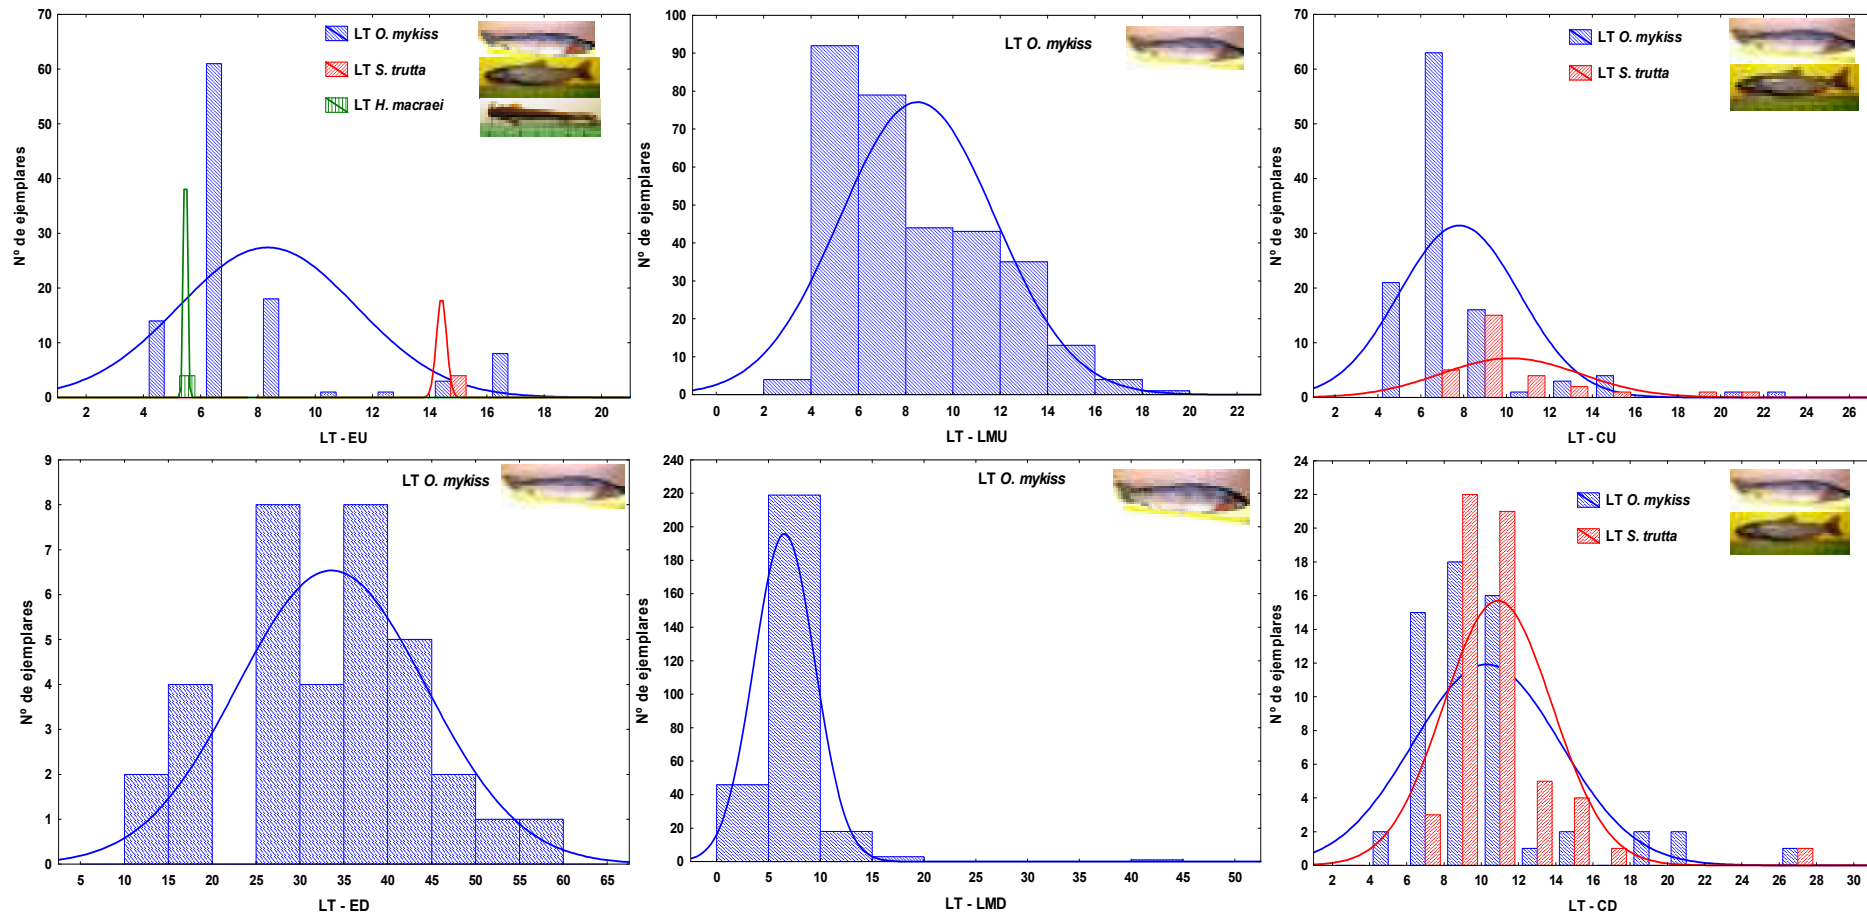 LT O. mykiss
LT S. trutta
LT H. macraei
70
60
50
40
30
20
10
0
Nº de ejemplares
2 4 6 8 10 12 14 16 18 20
LT - EU
LT O. mykiss
100
90
80
70
60
50
40
30
20
10
0
Nº de ejemplares
0 2 4 6 8 10 12 14 16 18 20 22
LT - LMU
LT O. mykiss
LT S. trutta
70
60
50
40
30
20
10
0
Nº de ejemplares
2 4 6 8 10 12 14 16 18 20 22 24 26
LT - CU
LT O. mykiss
9
8
7
6
5
4
3
2
1
0
Nº de ejemplares
5 10 15 20 25 30 35 40 45 50 55 60 65
LT - ED
LT O. mykiss
240
220
200
180
160
140
120
100
80
60
40
20
0
Nº de ejemplares
0 5 10 15 20 25 30 35 40 45 50
LT - LMD
LT O. mykiss
LT S. trutta
24
22
20
18
16
14
12
10
8
6
4
2
0
Nº de ejemplares
2 4 6 8 10 12 14 16 18 20 22 24 26 28 30
LT - CD